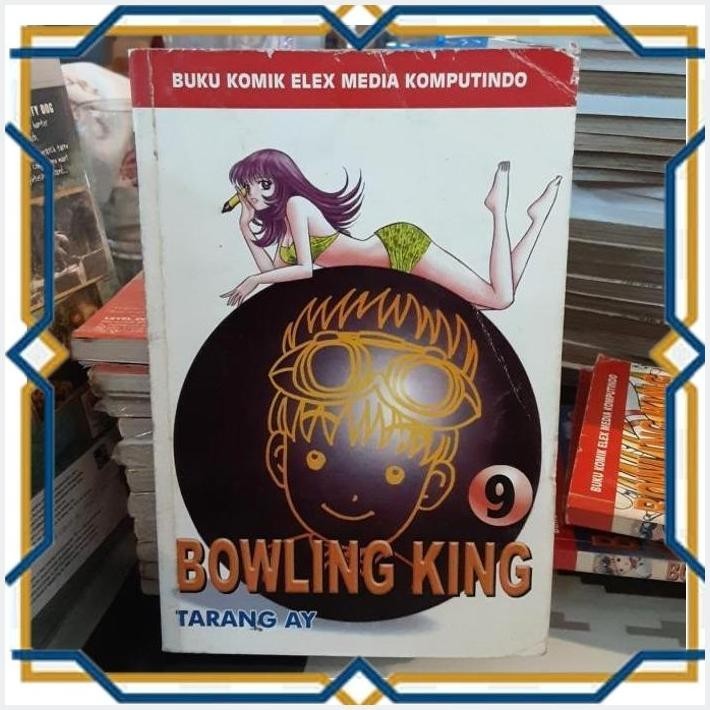 BUKU KOMIK ELEX MEDIA KOMPUTINDO
9
BOWLING KING
TARANG AY
BUKU KOMIK ELEX MEDIA KOMPUTINDO